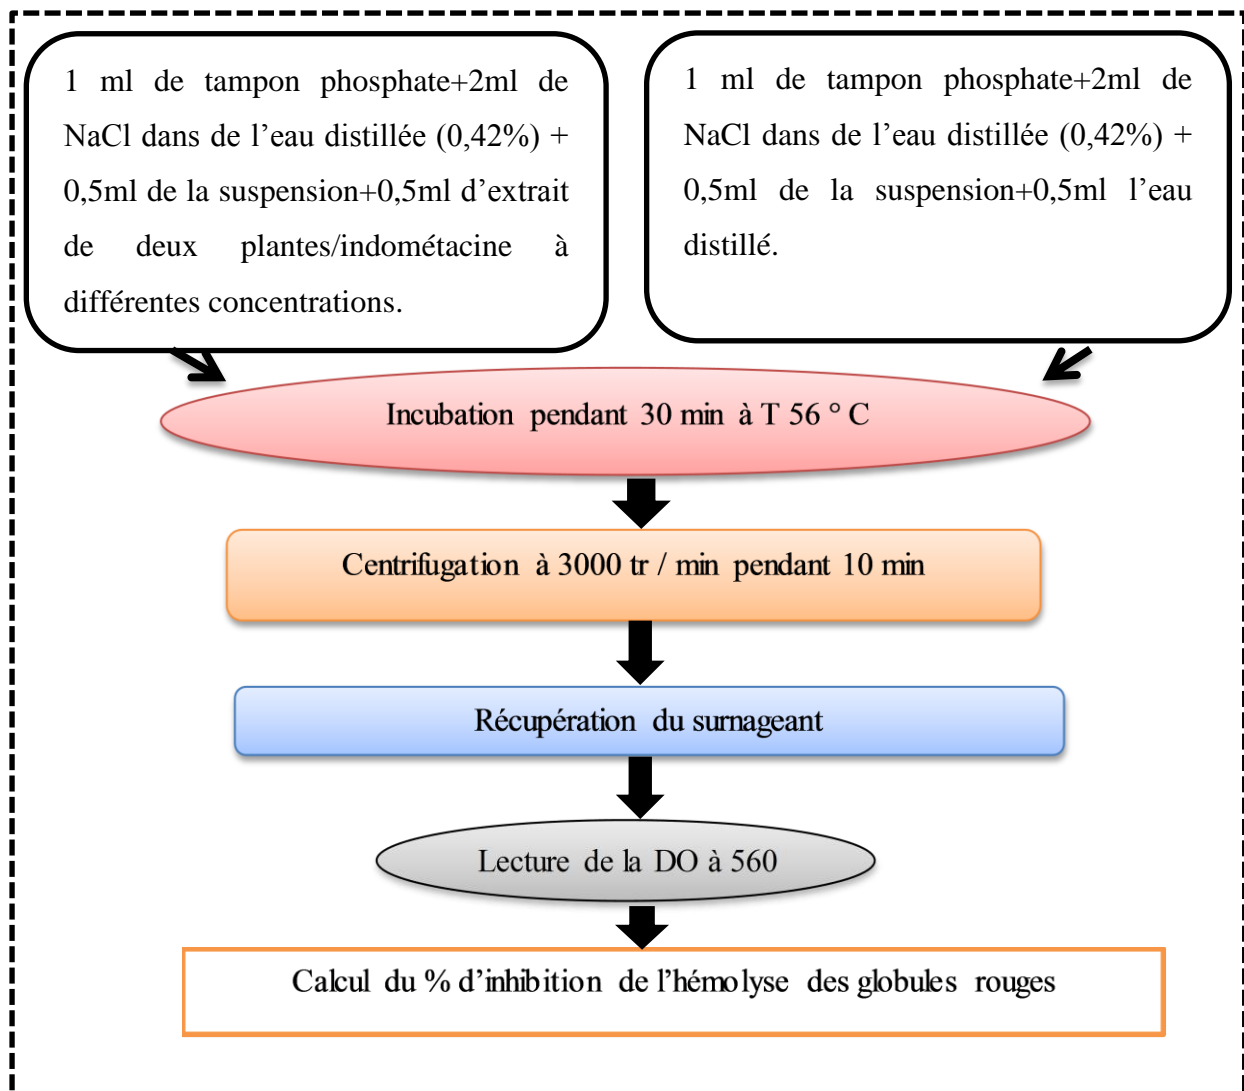 1 ml de tampon phosphate+2ml de
NaCl dans de l’eau distillée (0,42%) +
0,5ml de la suspension+0,5ml d’extrait
de deux plantes/indométacine à
différentes concentrations.
1 ml de tampon phosphate+2ml de
NaCl dans de l’eau distillée (0,42%) +
0,5ml de la suspension+0,5ml l’eau
distillé.
Incubation pendant 30 min à T 56 ° C
Centrifugation à 3000 tr / min pendant 10 min
Récupération du surnageant
Lecture de la DO à 560
Calcul du % d’inhibition de l’hémolyse des globules rouges